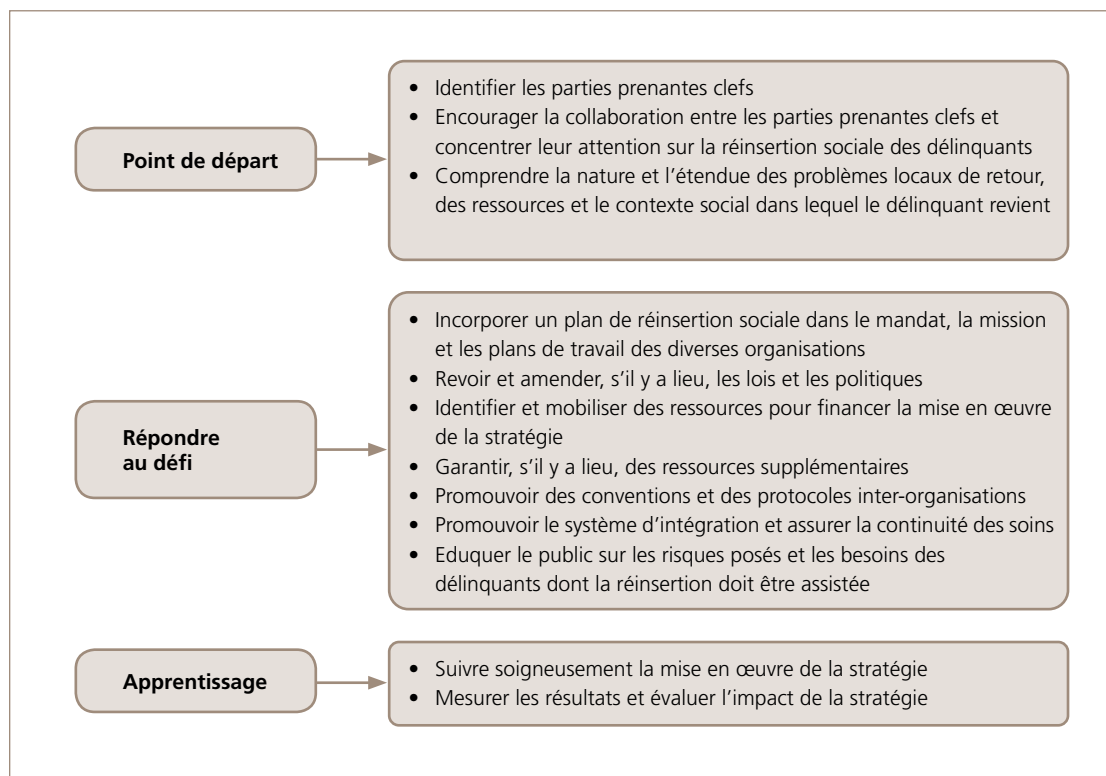 Point de départ
• Identifier les parties prenantes clefs
• Encourager la collaboration entre les parties prenantes clefs et
concentrer leur attention sur la réinsertion sociale des délinquants
• Comprendre la nature et l’étendue des problèmes locaux de retour,
des ressources et le contexte social dans lequel le délinquant revient
Répondre
au défi
• Incorporer un plan de réinsertion sociale dans le mandat, la mission
et les plans de travail des diverses organisations
• Revoir et amender, s’il y a lieu, les lois et les politiques
• Identifier et mobiliser des ressources pour financer la mise en œuvre
de la stratégie
• Garantir, s’il y a lieu, des ressources supplémentaires
• Promouvoir des conventions et des protocoles inter-organisations
• Promouvoir le système d’intégration et assurer la continuité des soins
• Eduquer le public sur les risques posés et les besoins des
délinquants dont la réinsertion doit être assistée
Apprentissage
• Suivre soigneusement la mise en œuvre de la stratégie
• Mesurer les résultats et évaluer l’impact de la stratégie